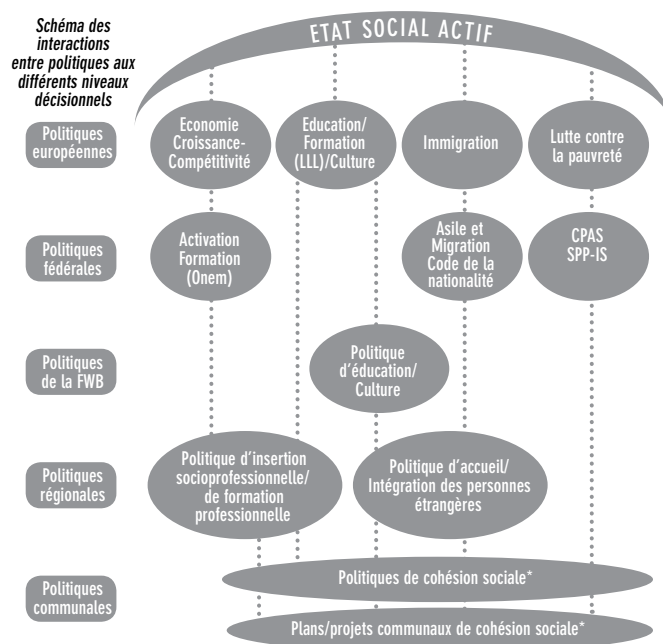 Schéma des
interactions
entre politiques aux
différents niveaux
décisionnels
ETAT SOCIAL ACTIF
Politiques
européennes
Economie
Croissance-
Compétitivité
Education/
Formation
(LLL)/Culture
Immigration
Lutte contre
la pauvreté
Politiques
fédérales
Activation
Formation
(Onem)
Asile et
Migration
Code de la
nationalité
CPAS
SPP-IS
Politiques
de la FWB
Politique
d'éducation/
Culture
Politiques
régionales
Politique d'insertion
socioprofessionnelle/
de formation
professionnelle
Politique d'accueil/
Intégration des personnes
étrangères
Politiques
communales
Politiques de cohésion sociale*
Plans/projets communaux de cohésion sociale*